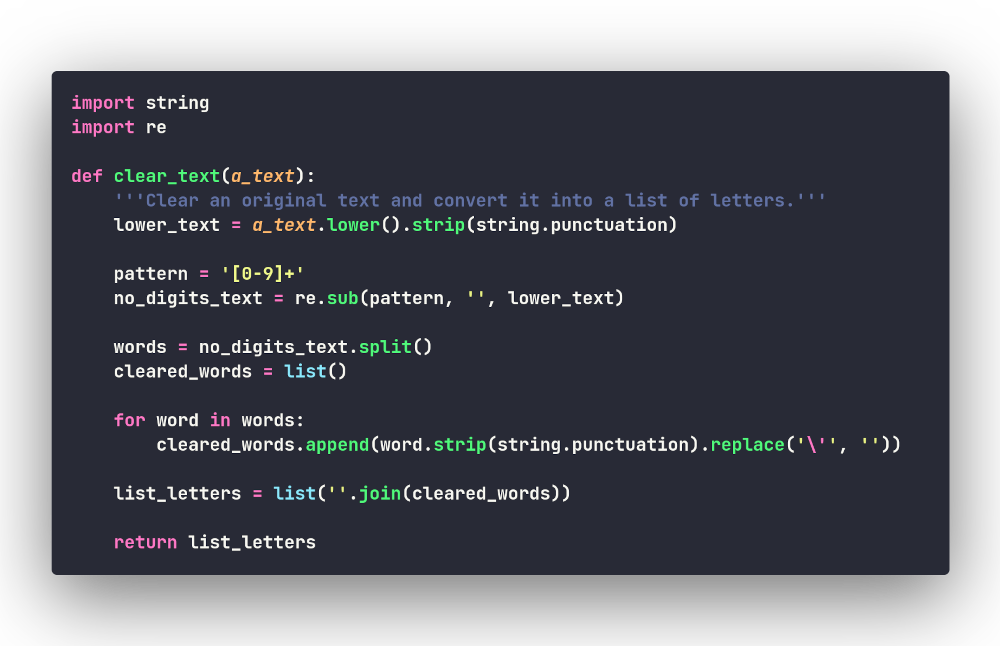 import string
import re

def clear_text(a_text):
    '''Clear an original text and convert it into a list of letters.'''
    lower_text = a_text.lower().strip(string.punctuation)

    pattern = '[0-9]+'
    no_digits_text = re.sub(pattern, '', lower_text)

    words = no_digits_text.split()
    cleared_words = list()

    for word in words:
        cleared_words.append(word.strip(string.punctuation).replace('\'', ''))

    list_letters = list(''.join(cleared_words))

    return list_letters